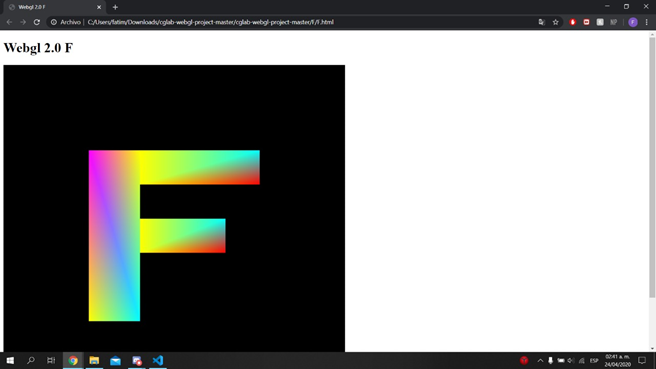 Webgl 2.0 F
Archivo
C:/Users/fatim/Downloads/cglab-webgl-project-master/cglab-webgl-project-master/F/F.html
F
Webgl 2.0 F
F
ESP
02:41 a. m.
24/04/2020